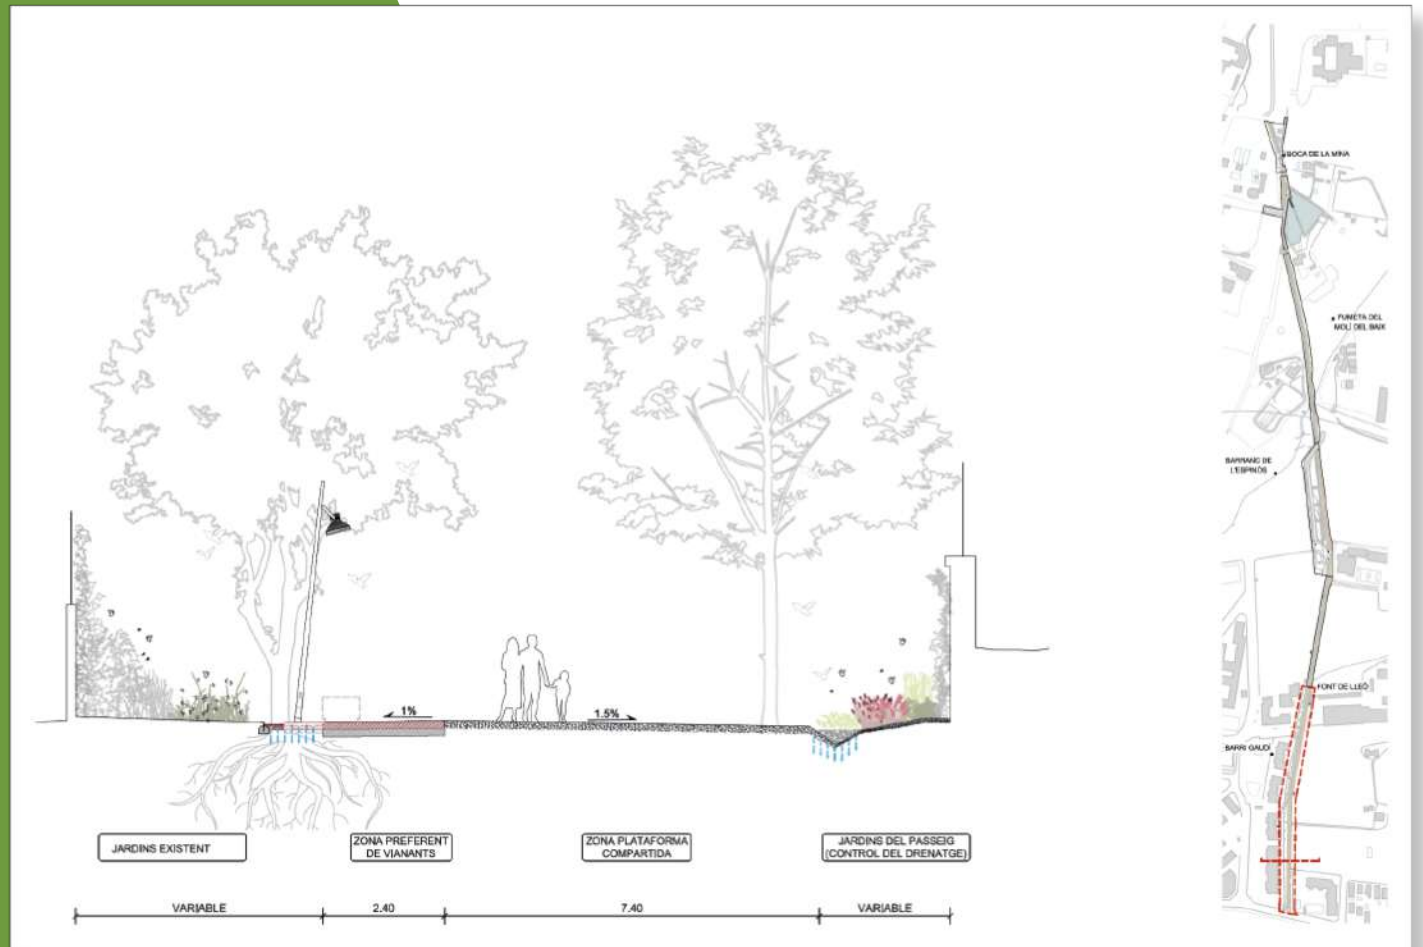 1%
1.5%
JARDINS EXISTENT
ZONA PREFERENT
DE VIANANTS
ZONA PLATAFORMA
COMPARTIDA
JARDINS DEL PASSEIG
(CONTROL DEL DRENATGE)
VARIABLE
2.40
7.40
VARIABLE
BOCA DE LA MINA
FUMETA DEL
MOLÍ DEL BAIX
BARRANC DE
L'ESPINÓS
FONT DE LLEÓ
BARRI GAUDÍ